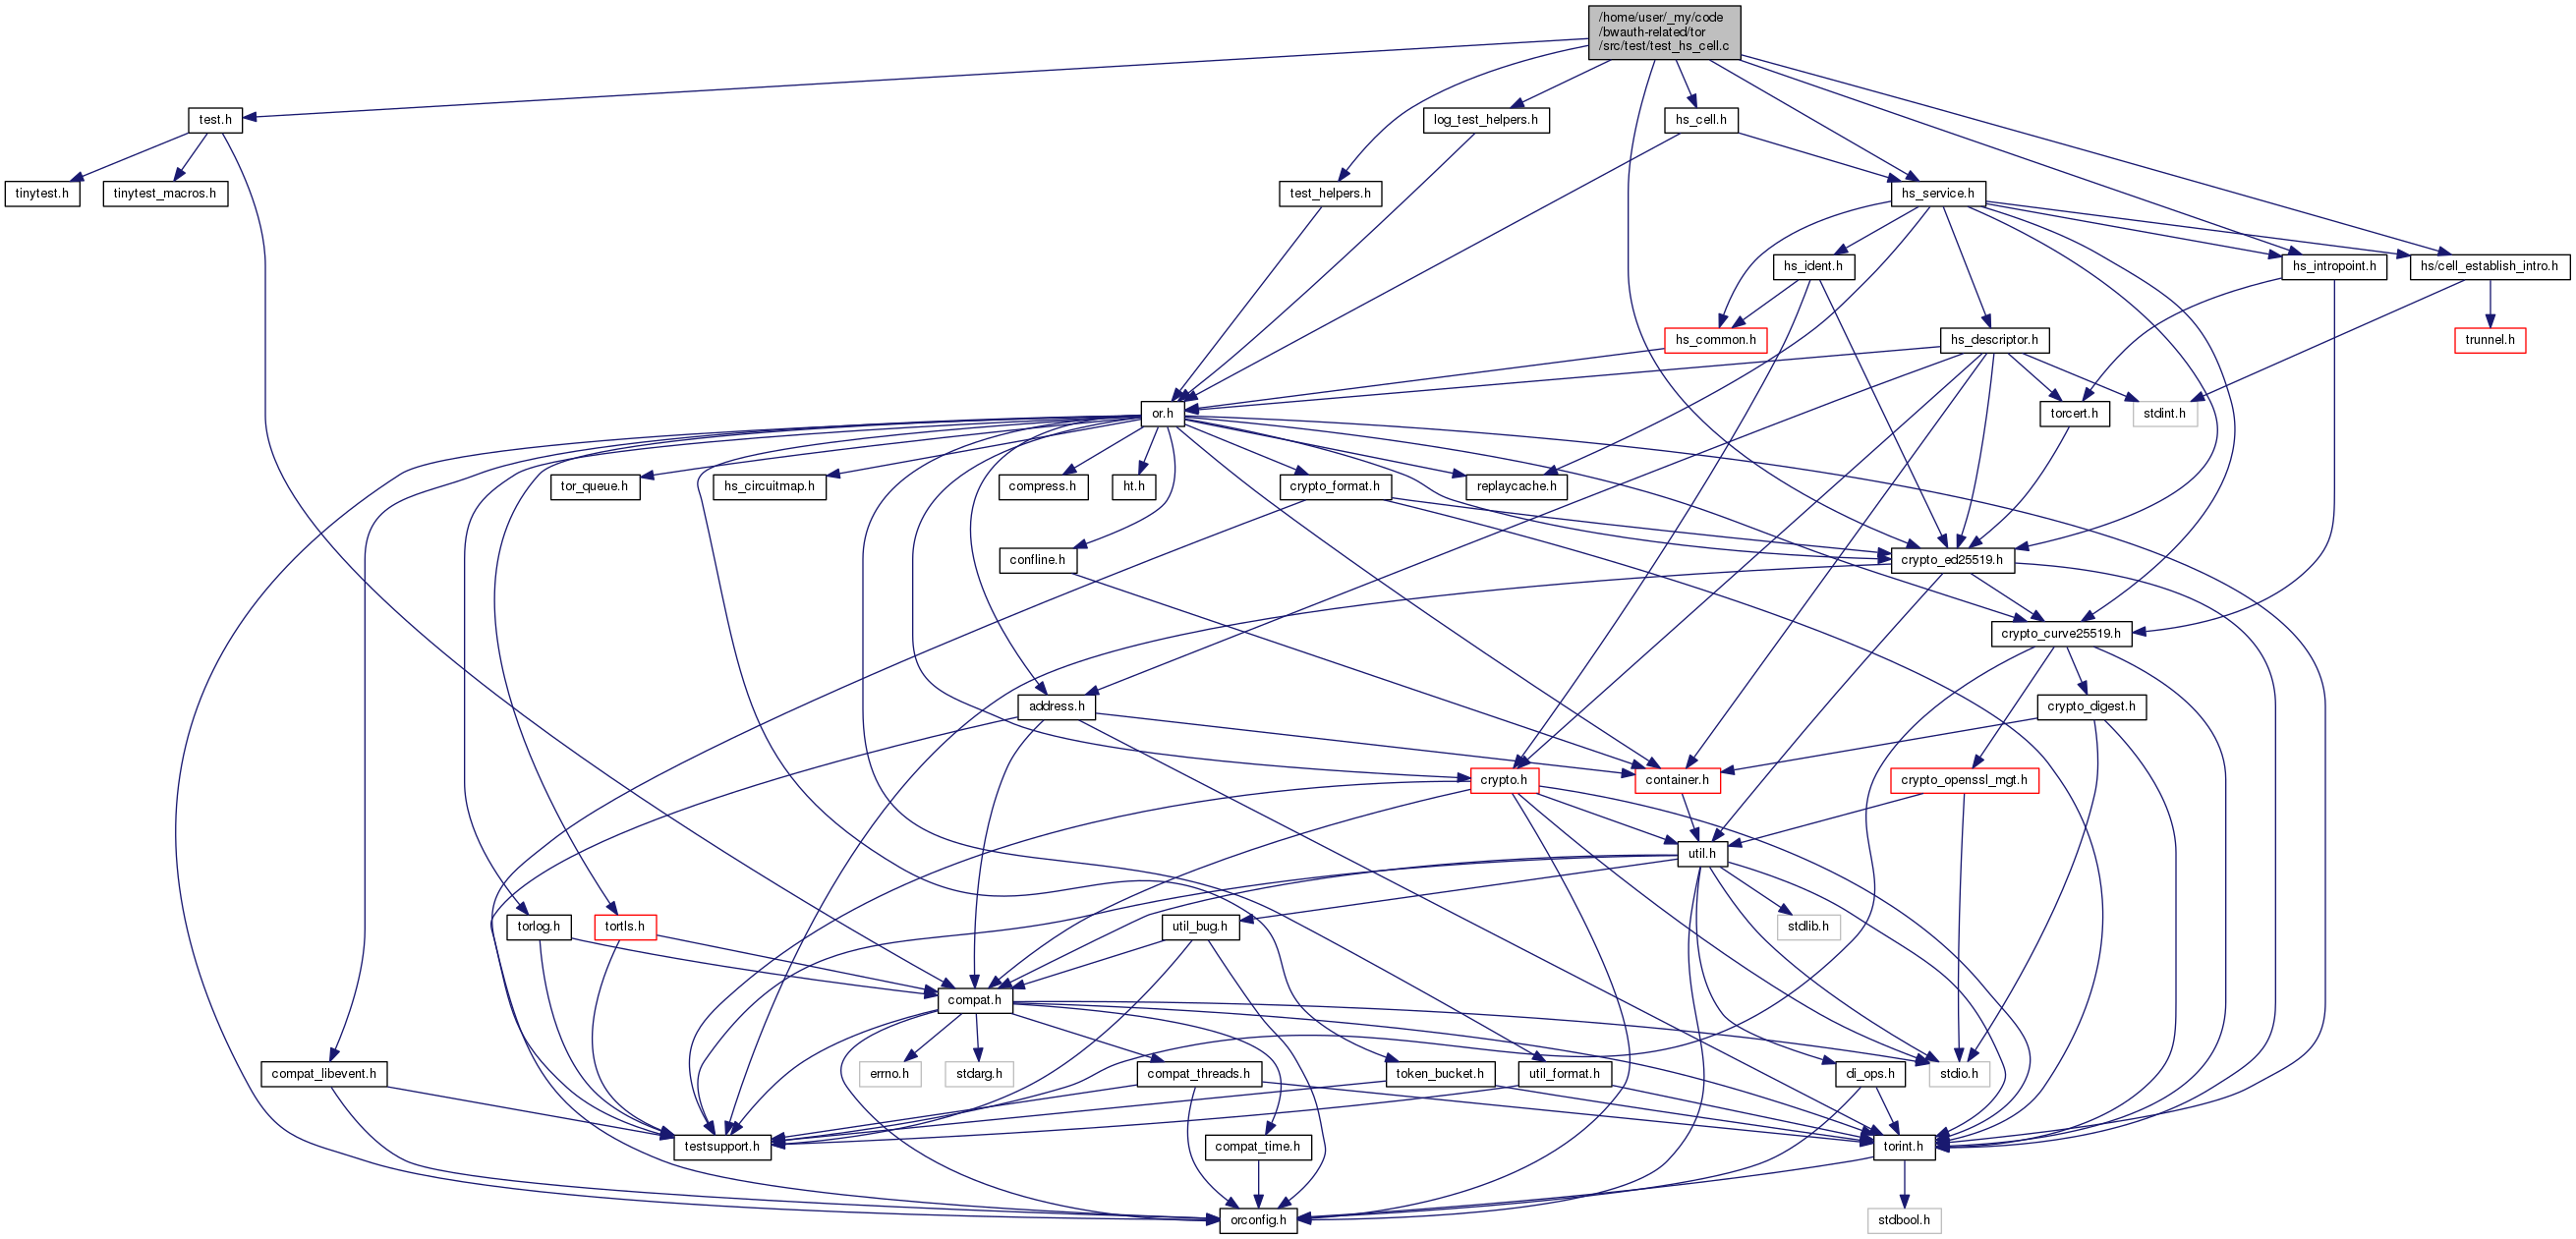 /home/user/_my/code
/bwauth-related/tor
/src/test/test_hs_cell.c
test.h
log_test_helpers.h
hs_cell.h
tinytest.h
tinytest_macros.h
test_helpers.h
hs_service.h
hs_ident.h
hs_intropoint.h
hs/cell_establish_intro.h
hs_common.h
hs_descriptor.h
trunnel.h
or.h
torcert.h
stdint.h
tor_queue.h
hs_circuitmap.h
compress.h
ht.h
crypto_format.h
replaycache.h
confline.h
crypto_ed25519.h
crypto_curve25519.h
address.h
crypto_digest.h
crypto.h
container.h
crypto_openssl_mgt.h
util.h
torlog.h
tortls.h
util_bug.h
stdlib.h
compat.h
compat_libevent.h
errno.h
stdarg.h
compat_threads.h
token_bucket.h
util_format.h
di_ops.h
stdio.h
testsupport.h
compat_time.h
torint.h
orconfig.h
stdbool.h